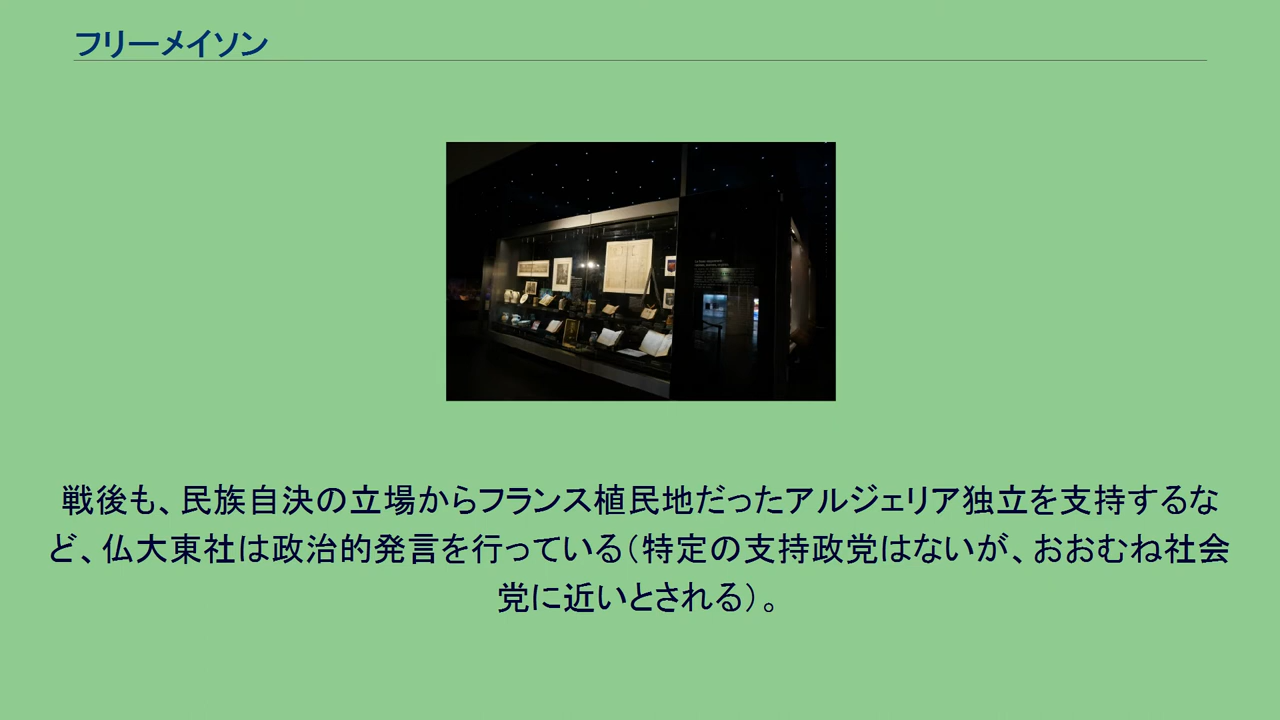 フリーメイソン
戦後も、民族自決の立場からフランス植民地だったアルジェリア独立を支持するな
ど、仏大東社は政治的発言を行っている（特定の支持政党はないが、おおむね社会
党に近いとされる）。